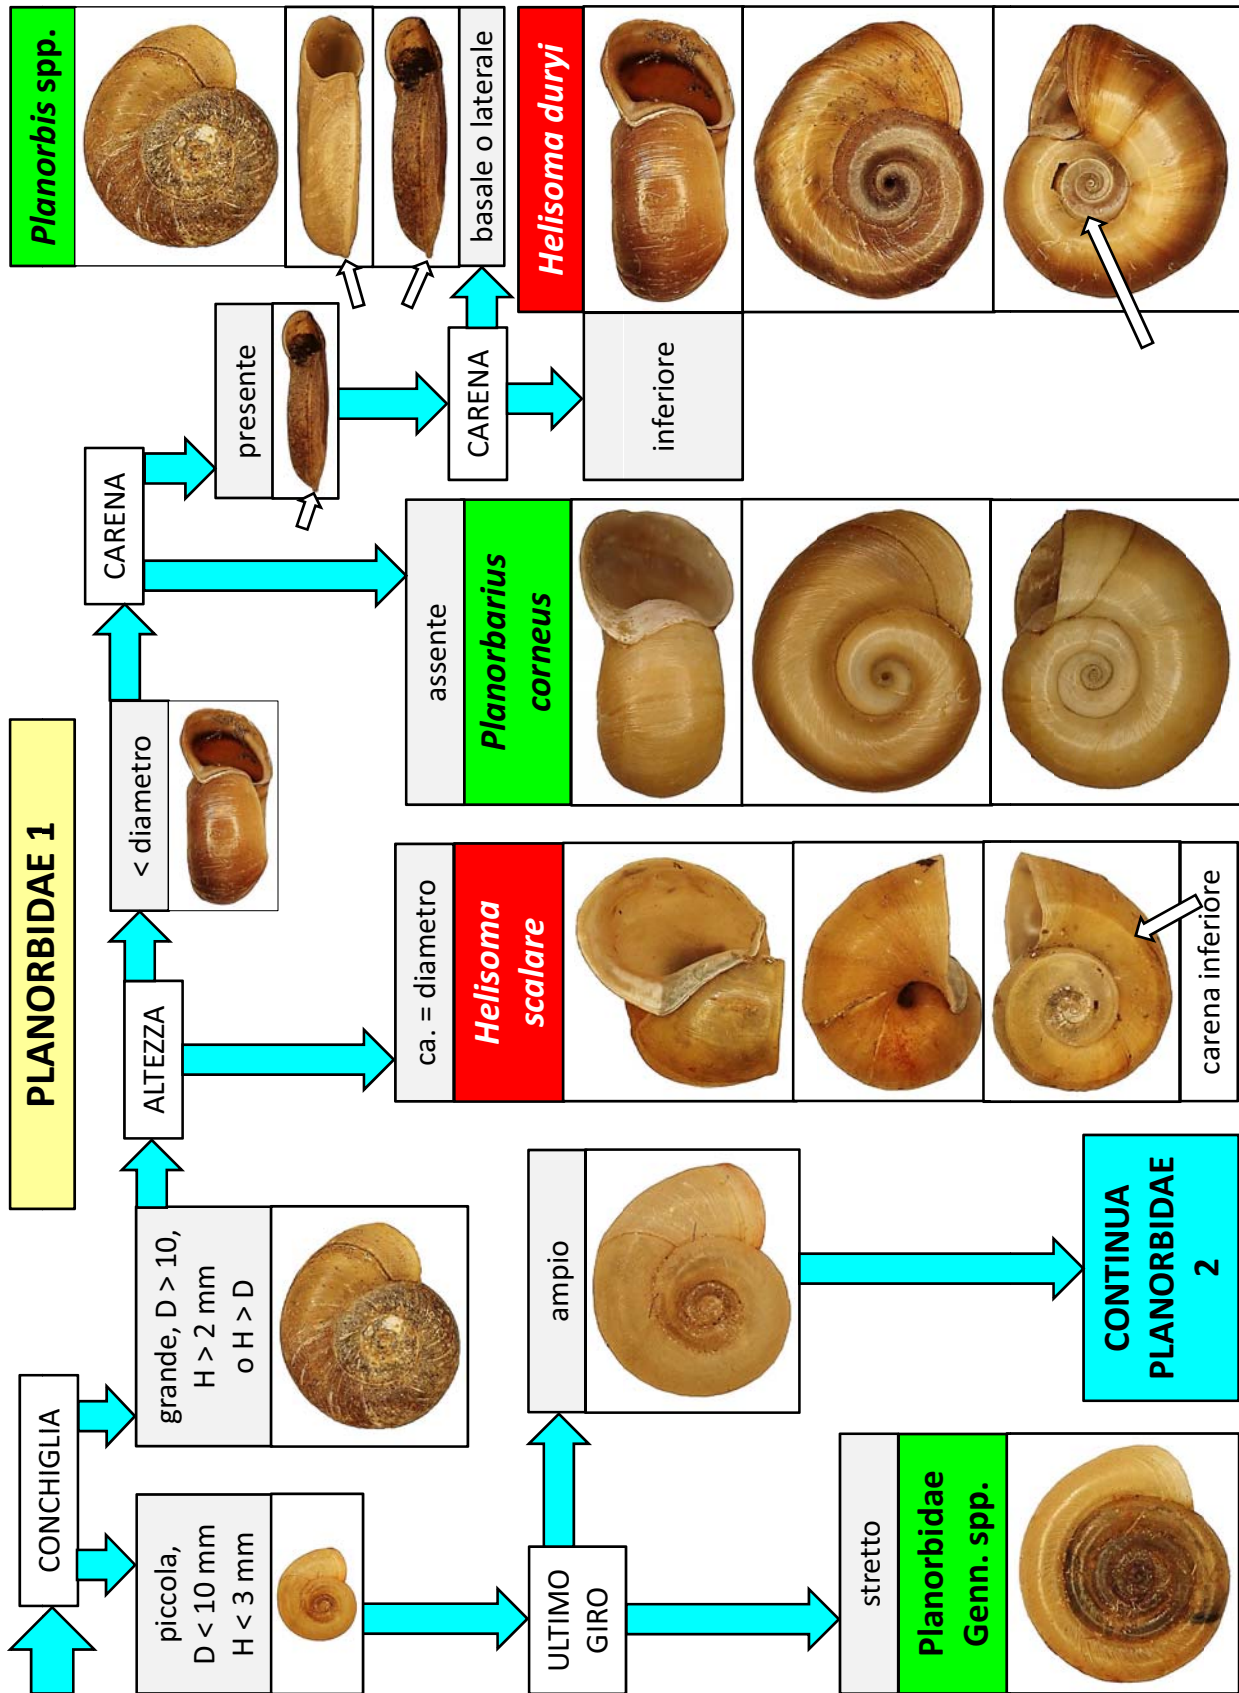 PLANORBIDAE 1
CONCHIGLIA
piccola,
D < 10 mm
H < 3 mm
grande, D > 10,
H > 2 mm
o H > D
ALTEZZA
< diametro
CARENA
presente
Planorbis spp.
basale o laterale
CARENA
inferiore
Helisoma duryi
assente
Planorbarius
corneus
ca. = diametro
Helisoma
scalare
carena inferiore
ULTIMO
GIRO
ampio
CONTINUA
PLANORBIDAE
2
stretto
Planorbidae
Genn. spp.